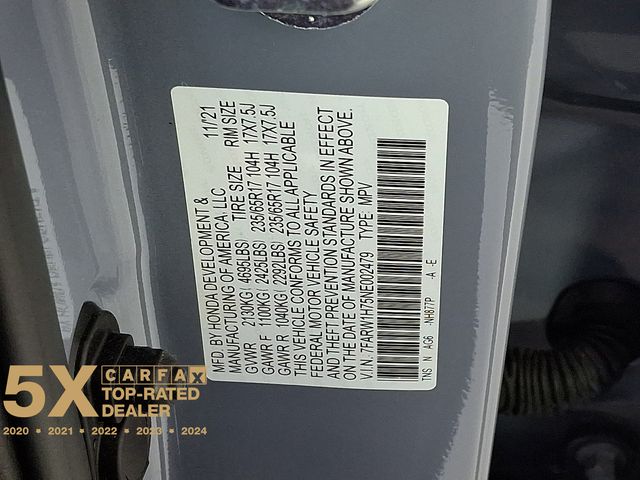 MFD. BY HONDA DEVELOPMENT & 11/21
MANUFACTURING OF AMERICA, LLC
TIRE SIZE RIM SIZE
GVWR 2130KG( 4695LBS)
GAWR F 1100KG( 2425LBS) 235/65R17 104H 17X7.5J
GAWR R 1040KG( 2292LBS) 235/65R17 104H 17X7.5J
THIS VEHICLE CONFORMS TO ALL APPLICABLE
FEDERAL MOTOR VEHICLE SAFETY
AND THEFT PREVENTION STANDARDS IN EFFECT
ON THE DATE OF MANUFACTURE SHOWN ABOVE.
V.I.N. 7FARW1H75NE002479 TYPE: MPV
TNS N AG6 -NH877P A -E
5X
CARFAX
TOP-RATED
DEALER
2020 • 2021 • 2022 • 2023 • 2024